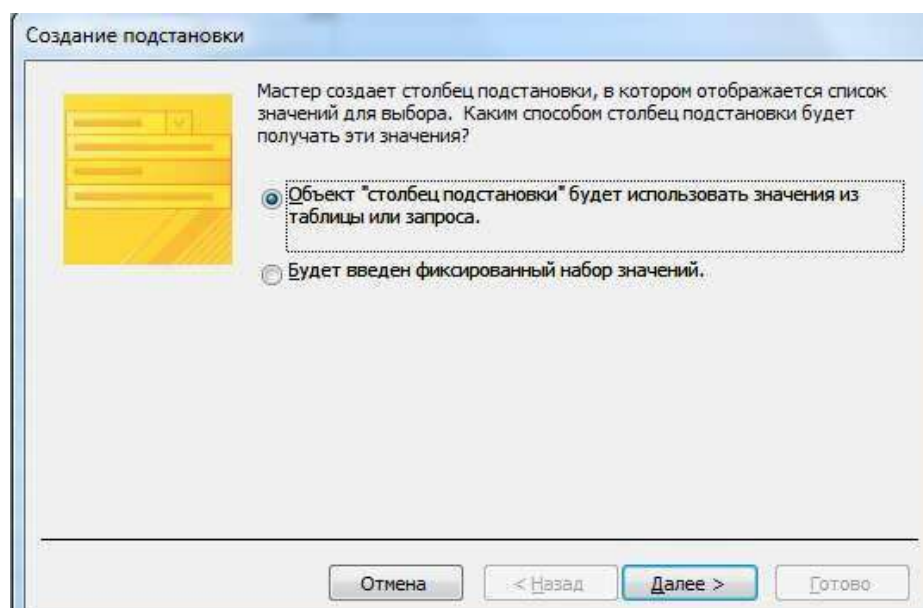 Создание подстановки
Мастер создает столбец подстановки, в котором отображается список
значений для выбора. Каким способом столбец подстановки будет
получать эти значения?
Объект "столбец подстановки" будет использовать значения из
таблицы или запроса.
Будет введен фиксированный набор значений.
Отмена
< Назад
Далее >
Готово